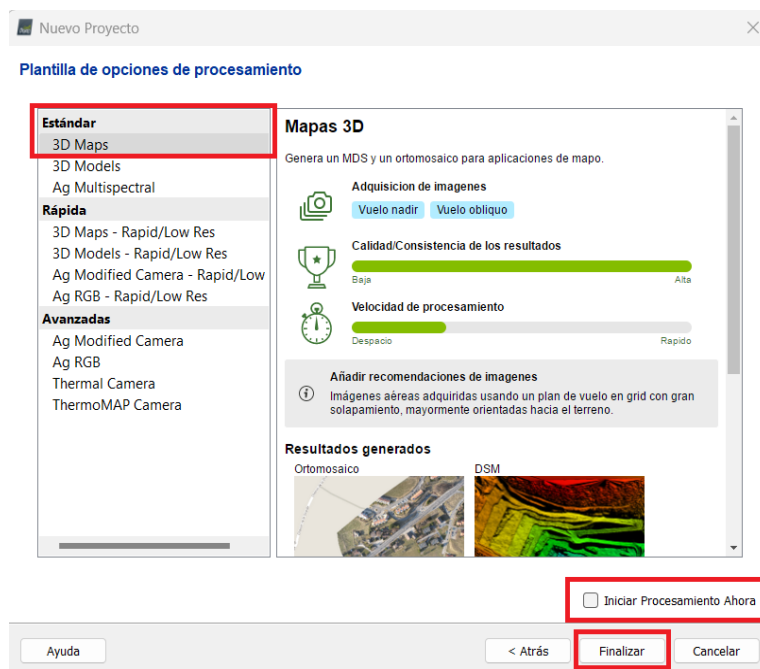 Nuevo Proyecto
Plantilla de opciones de procesamiento
Estándar
3D Maps
3D Models
Ag Multispectral
Rápida
3D Maps - Rapid/Low Res
3D Models - Rapid/Low Res
Ag Modified Camera - Rapid/Low
Ag RGB - Rapid/Low Res
Avanzadas
Ag Modified Camera
Ag RGB
Thermal Camera
ThermoMAP Camera
Mapas 3D
Genera un MDS y un ortomosaico para aplicaciones de mapo.
Adquisicion de imagenes
Vuelo nadir Vuelo obliquo
Calidad/Consistencia de los resultados
Baja Alta
Velocidad de procesamiento
Despacio Rapido
Añadir recomendaciones de imagenes
Imágenes aéreas adquiridas usando un plan de vuelo en grid con gran
solapamiento, mayormente orientadas hacia el terreno.
Resultados generados
Ortomosaico DSM
Iniciar Procesamiento Ahora
Ayuda < Atrás Finalizar Cancelar